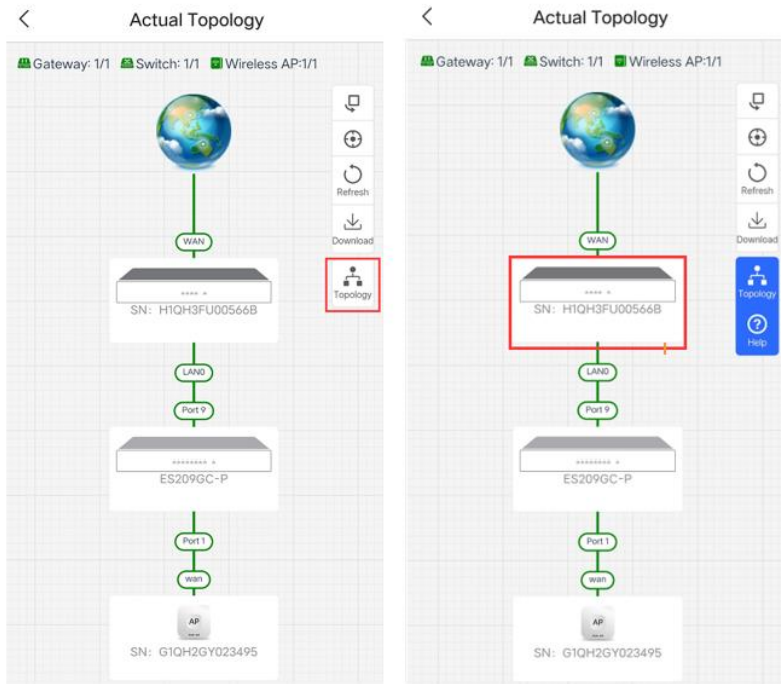 Actual Topology
Gateway: 1/1 Switch: 1/1 Wireless AP:1/1
Refresh
WAN
Download
Topology
SN: H1QH3FU00566B
LAN0
Port 9
ES209GC-P
Port 1
wan
AP
SN: G1QH2GY023495
Actual Topology
Gateway: 1/1 Switch: 1/1 Wireless AP:1/1
Refresh
WAN
Download
Topology
SN: H1QH3FU00566B
Help
LAN0
Port 9
ES209GC-P
Port 1
wan
AP
SN: G1QH2GY023495